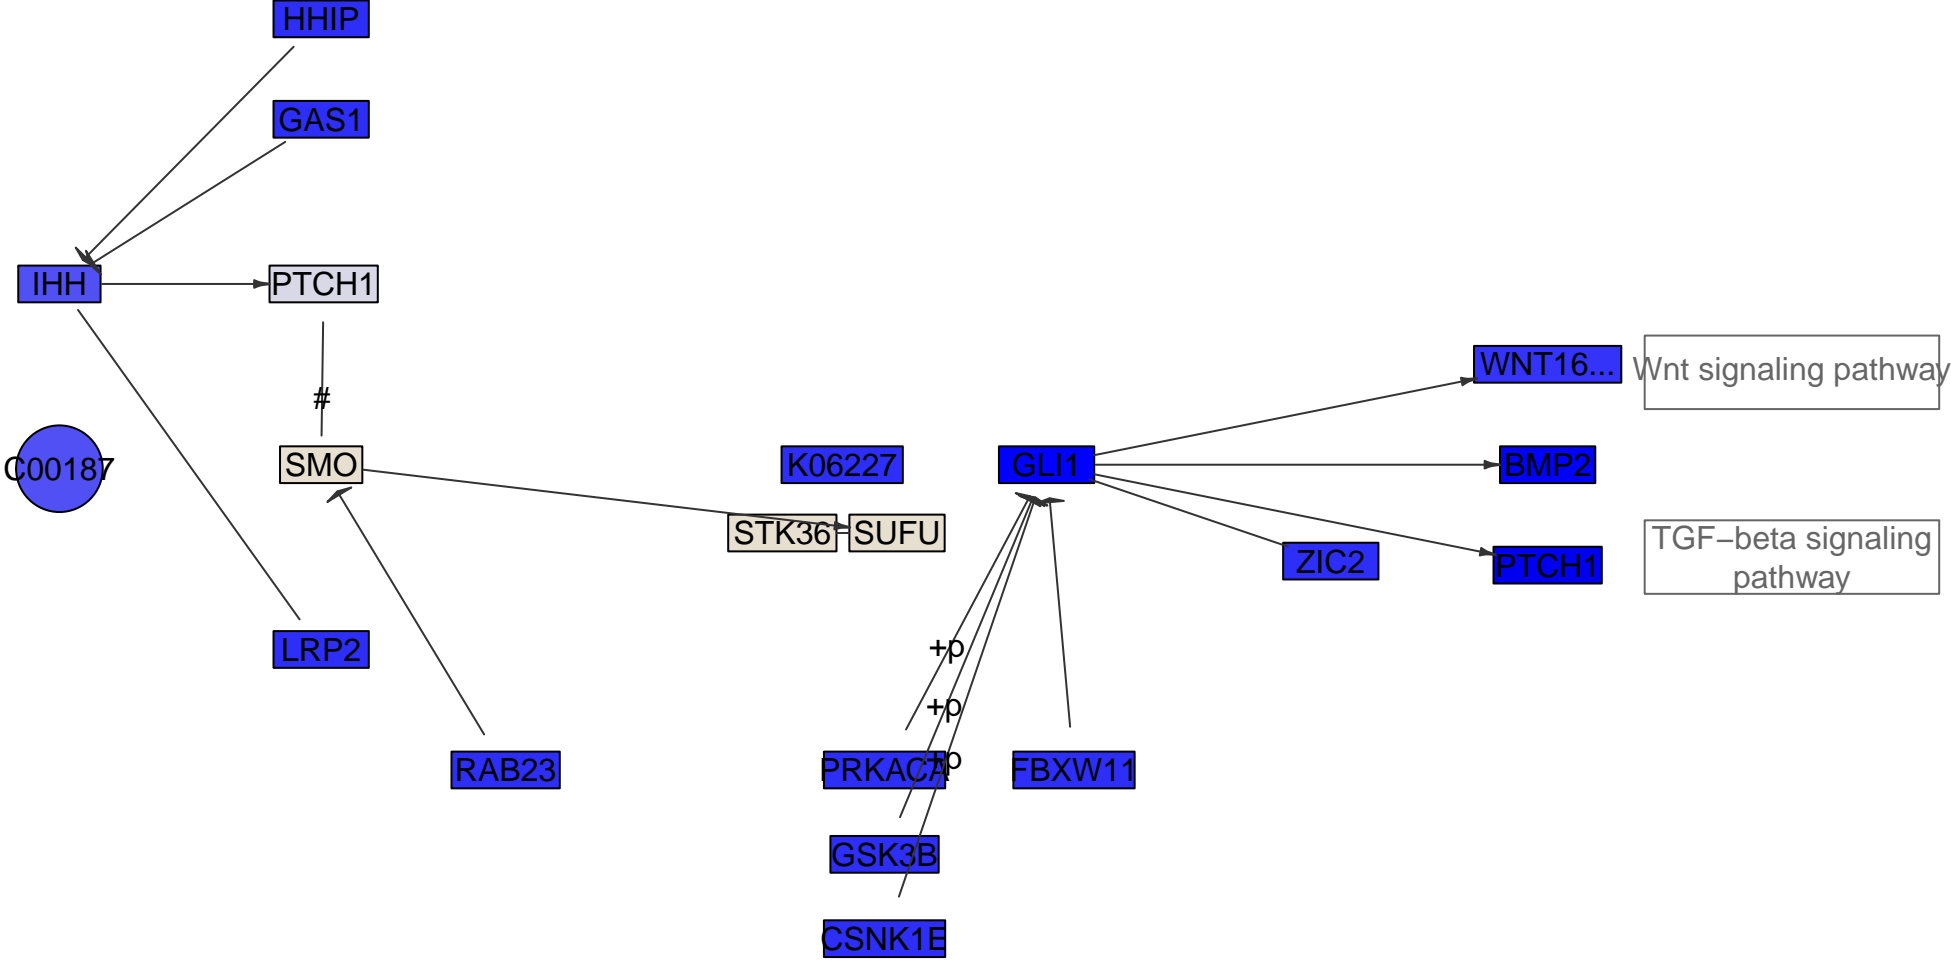 HHIP
GAS1
IHH
PTCH1
WNT16...
Wnt signaling pathway
#
C00187
SMO
K06227
GLI1
BMP2
STK36
SUFU
TGF−beta signaling
pathway
ZIC2
PTCH1
LRP2
+p
+p
+p
RAB23
PRKACA
FBXW11
GSK3B
CSNK1E